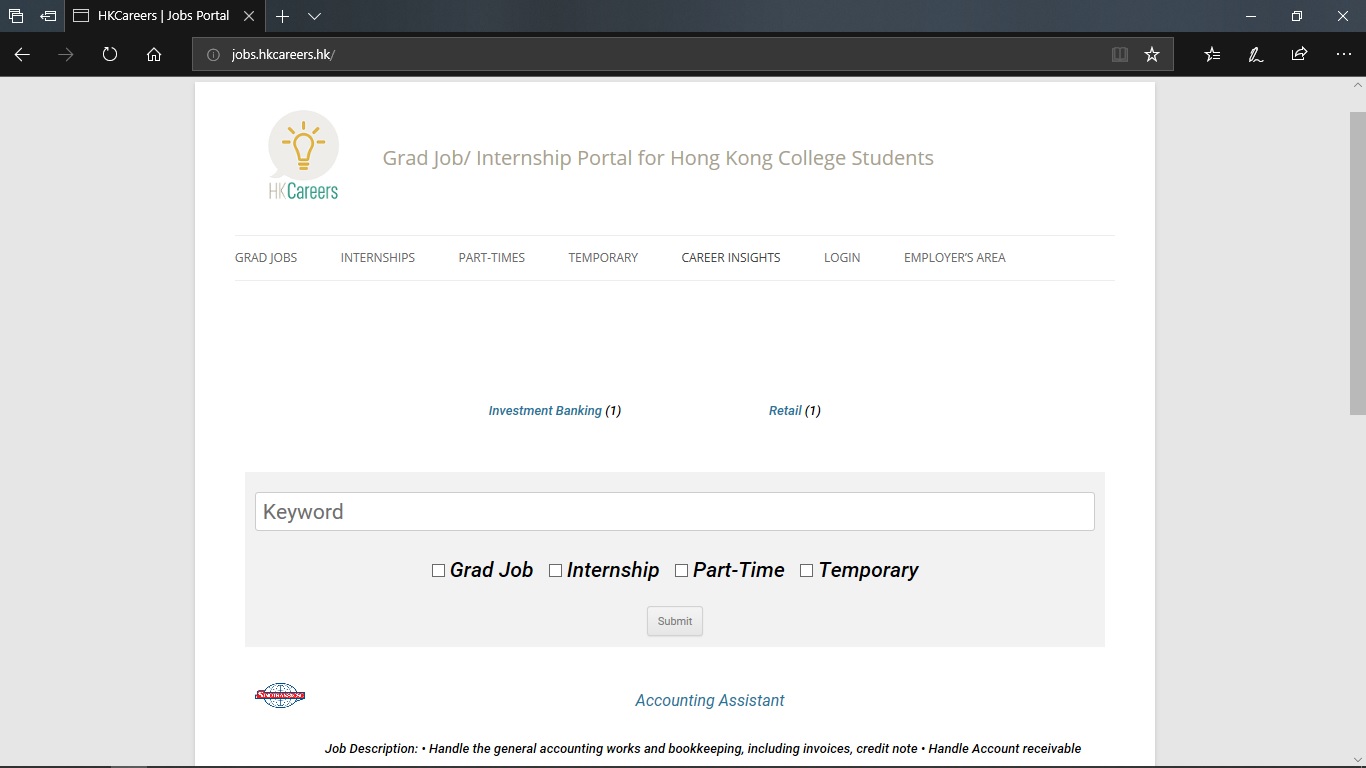 HKCareers | Jobs Portal
jobs.hkcareers.hk/
HKCareers
Grad Job/ Internship Portal for Hong Kong College Students
GRAD JOBS INTERNSHIPS PART-TIMES TEMPORARY CAREER INSIGHTS LOGIN EMPLOYER'S AREA
Investment Banking (1) Retail (1)
Keyword
Grad Job Internship Part-Time Temporary
Submit
Accounting Assistant
Job Description: • Handle the general accounting works and bookkeeping, including invoices, credit note • Handle Account receivable